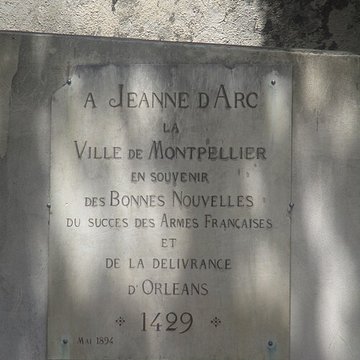 A JEANNE D'ARC
LA
VILLE DE MONTPELLIER
EN SOUVENIR
DES BONNES NOUVELLES
DU SUCCES DES ARMES FRANÇAISES
ET
DE LA DELIVRANCE
D'ORLEANS
1429
MAI 1894